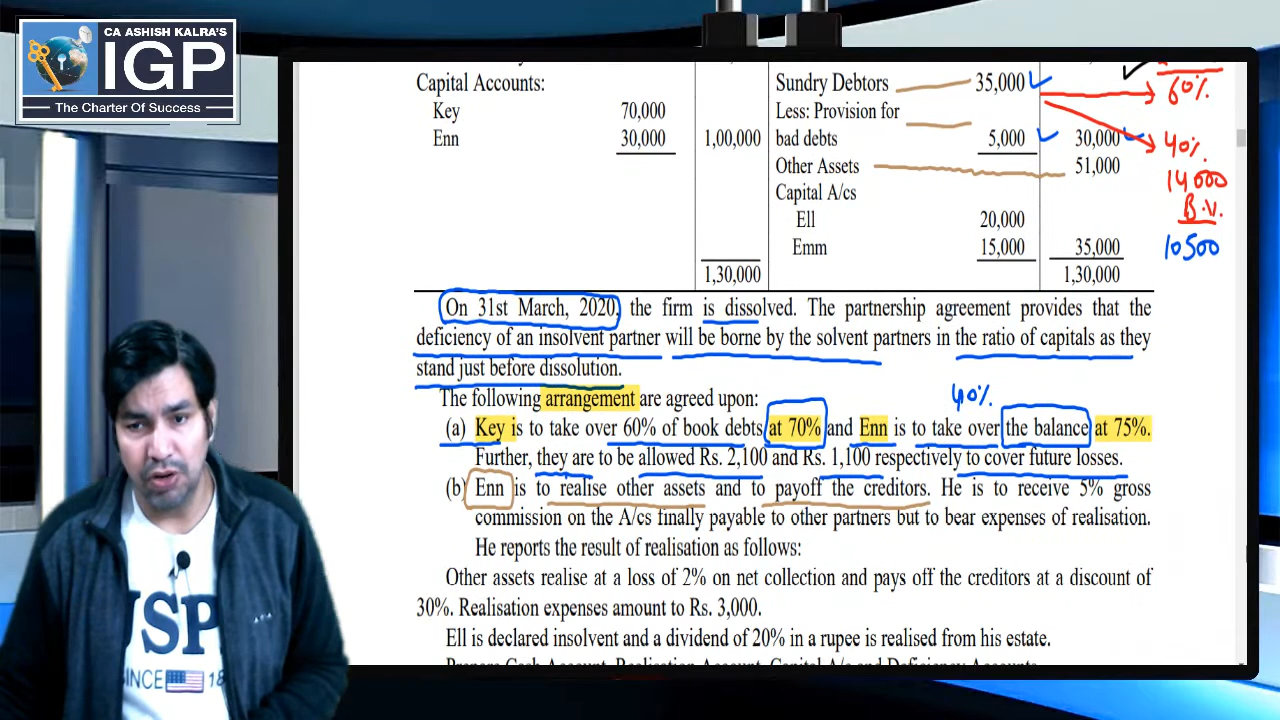 CA ASHISH KALRA'S
IGP
The Charter Of Success
Capital Accounts:
Key 70,000
Enn 30,000 1,00,000
1,30,000
Sundry Debtors 35,000
Less: Provision for
bad debts 5,000 30,000
Other Assets 51,000
Capital A/cs
Ell 20,000
Emm 15,000 35,000
1,30,000
60%
40%
14000
B.V.
10500
On 31st March, 2020, the firm is dissolved. The partnership agreement provides that the
deficiency of an insolvent partner will be borne by the solvent partners in the ratio of capitals as they
stand just before dissolution.
The following arrangement are agreed upon:
40%
(a) Key is to take over 60% of book debts at 70% and Enn is to take over the balance at 75%.
Further, they are to be allowed Rs. 2,100 and Rs. 1,100 respectively to cover future losses.
(b) Enn is to realise other assets and to payoff the creditors. He is to receive 5% gross
commission on the A/cs finally payable to other partners but to bear expenses of realisation.
He reports the result of realisation as follows:
Other assets realise at a loss of 2% on net collection and pays off the creditors at a discount of
30%. Realisation expenses amount to Rs. 3,000.
Ell is declared insolvent and a dividend of 20% in a rupee is realised from his estate.
Prepare Cash Account, Realisation Account, Capital A/cs and Deficiency Accounts.
USP
SINCE 18